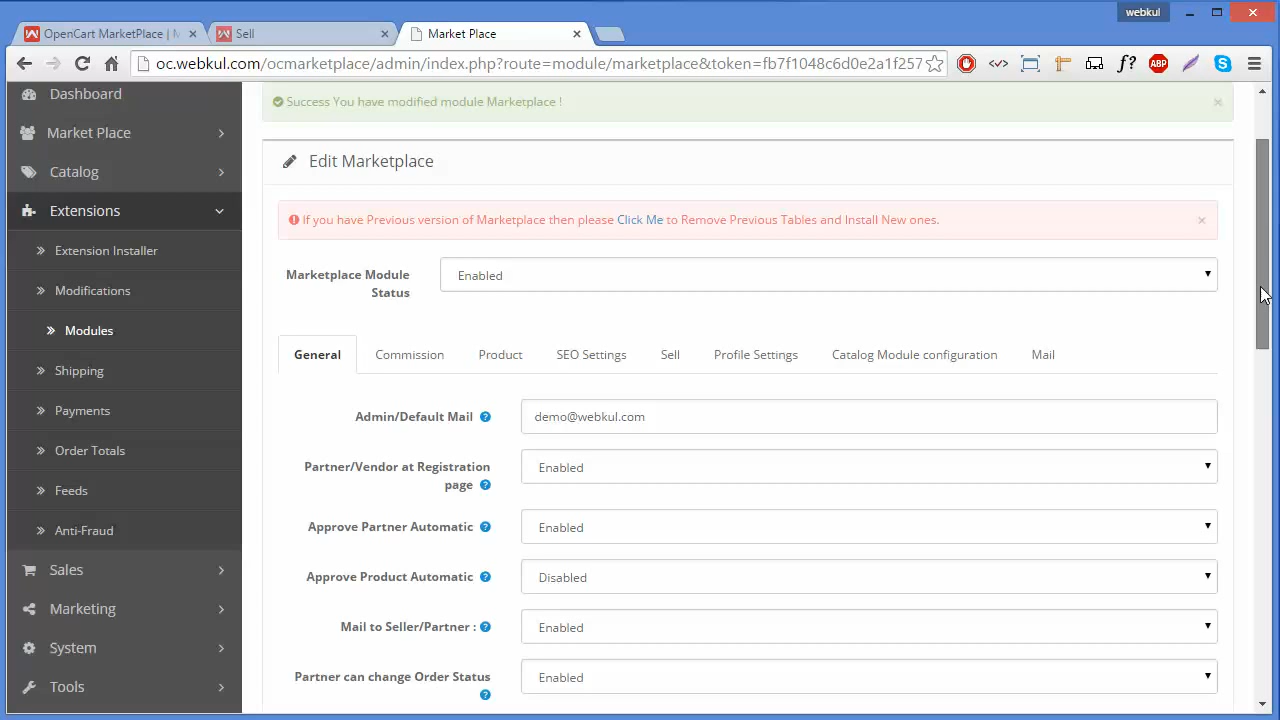 webkul
OpenCart MarketPlace |
Sell
Market Place
oc.webkul.com/ocmarketplace/admin/index.php?route=module/marketplace&token=fb7f1048c6d0e2a1f257
ABP
Dashboard
Market Place
Catalog
Extensions
Extension Installer
Modifications
Modules
Shipping
Payments
Order Totals
Feeds
Anti-Fraud
Sales
Marketing
System
Tools
Success You have modified module Marketplace !
Edit Marketplace
If you have Previous version of Marketplace then please Click Me to Remove Previous Tables and Install New ones.
Marketplace Module
Status
Enabled
General Commission Product SEO Settings Sell Profile Settings Catalog Module configuration Mail
Admin/Default Mail
demo@webkul.com
Partner/Vendor at Registration
page
Enabled
Approve Partner Automatic
Enabled
Approve Product Automatic
Disabled
Mail to Seller/Partner :
Enabled
Partner can change Order Status
Enabled